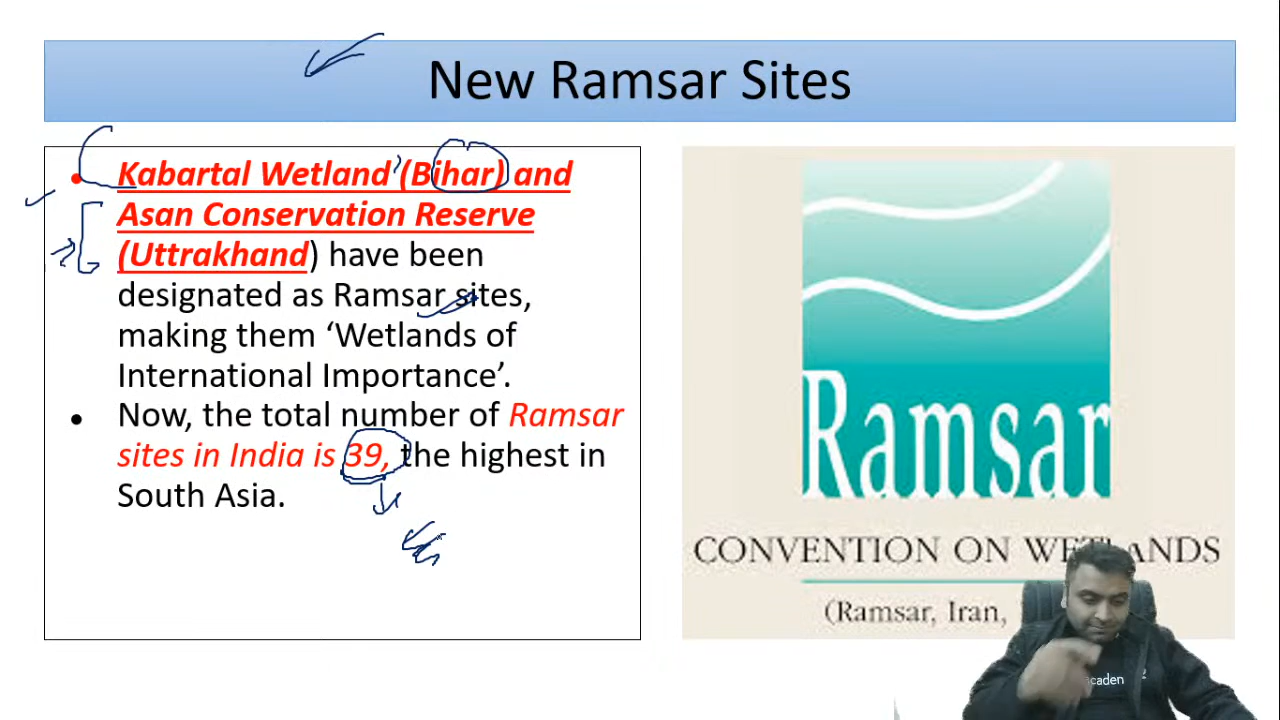 New Ramsar Sites
• Kabartal Wetland (Bihar) and
Asan Conservation Reserve
(Uttrakhand) have been
designated as Ramsar sites,
making them ‘Wetlands of
International Importance’.
• Now, the total number of Ramsar
sites in India is 39, the highest in
South Asia.
Ramsar
CONVENTION ON WETLANDS
(Ramsar, Iran,